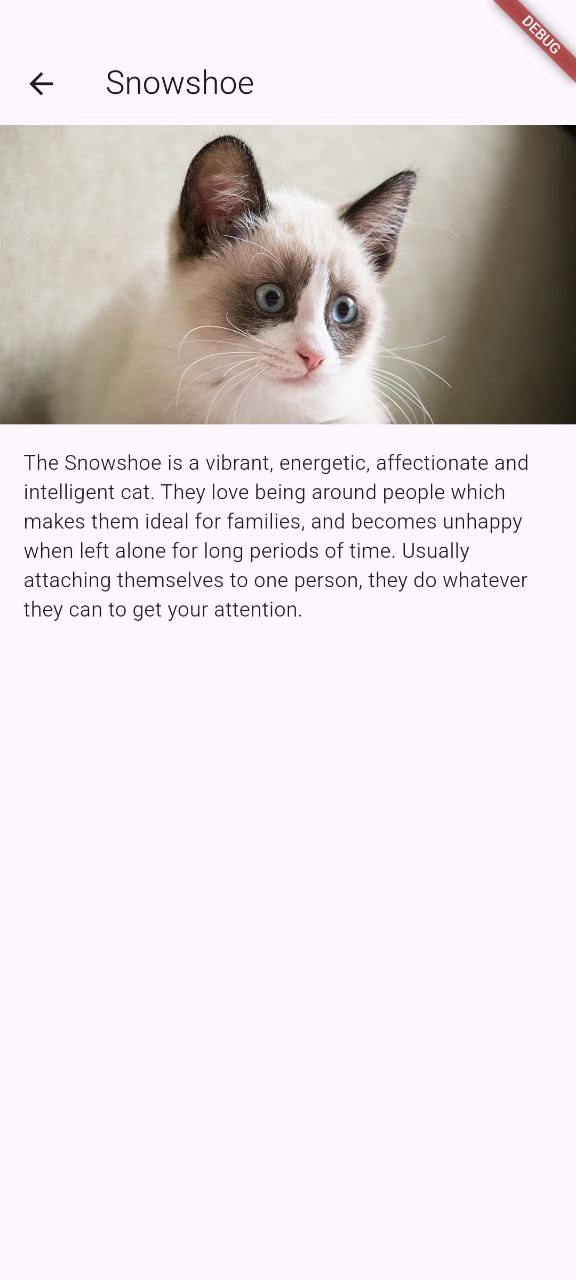 DEBUG
Snowshoe
The Snowshoe is a vibrant, energetic, affectionate and
intelligent cat. They love being around people which
makes them ideal for families, and becomes unhappy
when left alone for long periods of time. Usually
attaching themselves to one person, they do whatever
they can to get your attention.